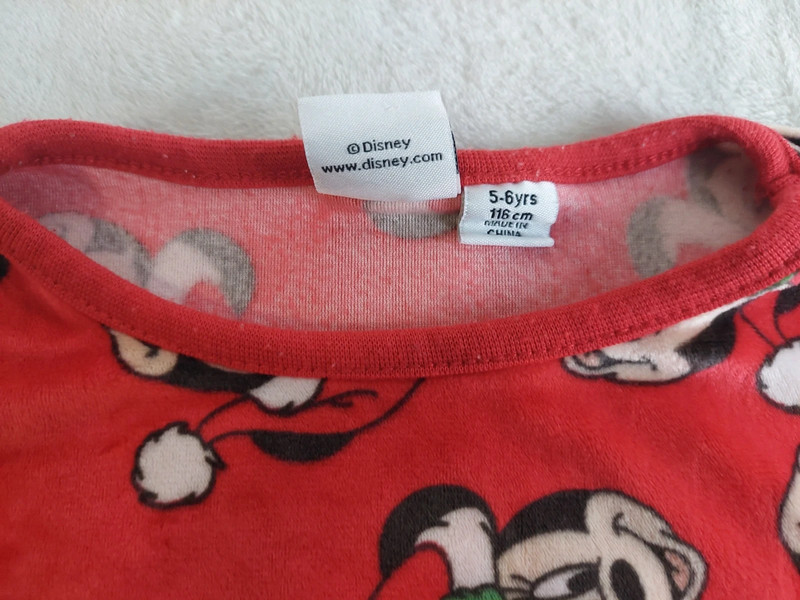 © Disney
www.disney.com
5-6yrs
116 cm
MADE IN
CHINA